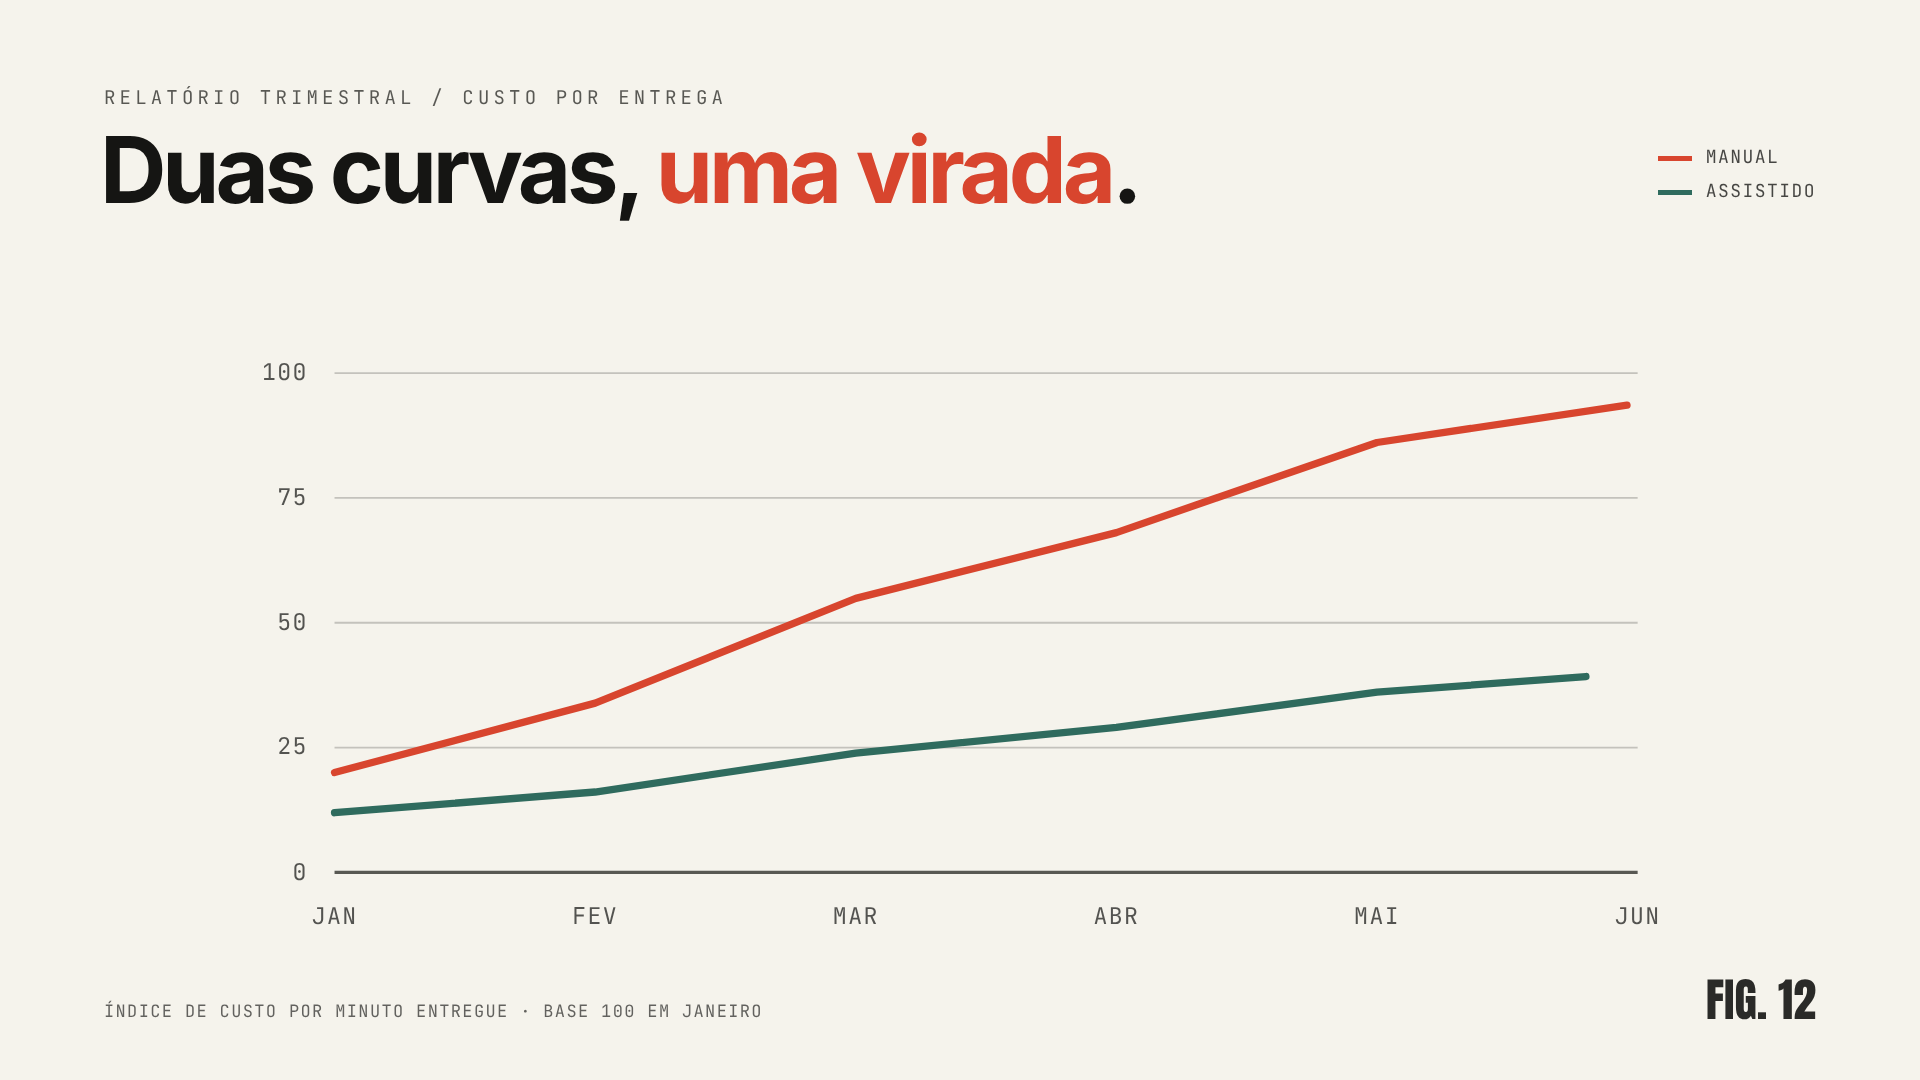 RELATÓRIO TRIMESTRAL / CUSTO POR ENTREGA
Duas curvas, uma virada.
MANUAL
ASSISTIDO
100
75
50
25
0
JAN FEV MAR ABR MAI JUN
ÍNDICE DE CUSTO POR MINUTO ENTREGUE · BASE 100 EM JANEIRO
FIG. 12